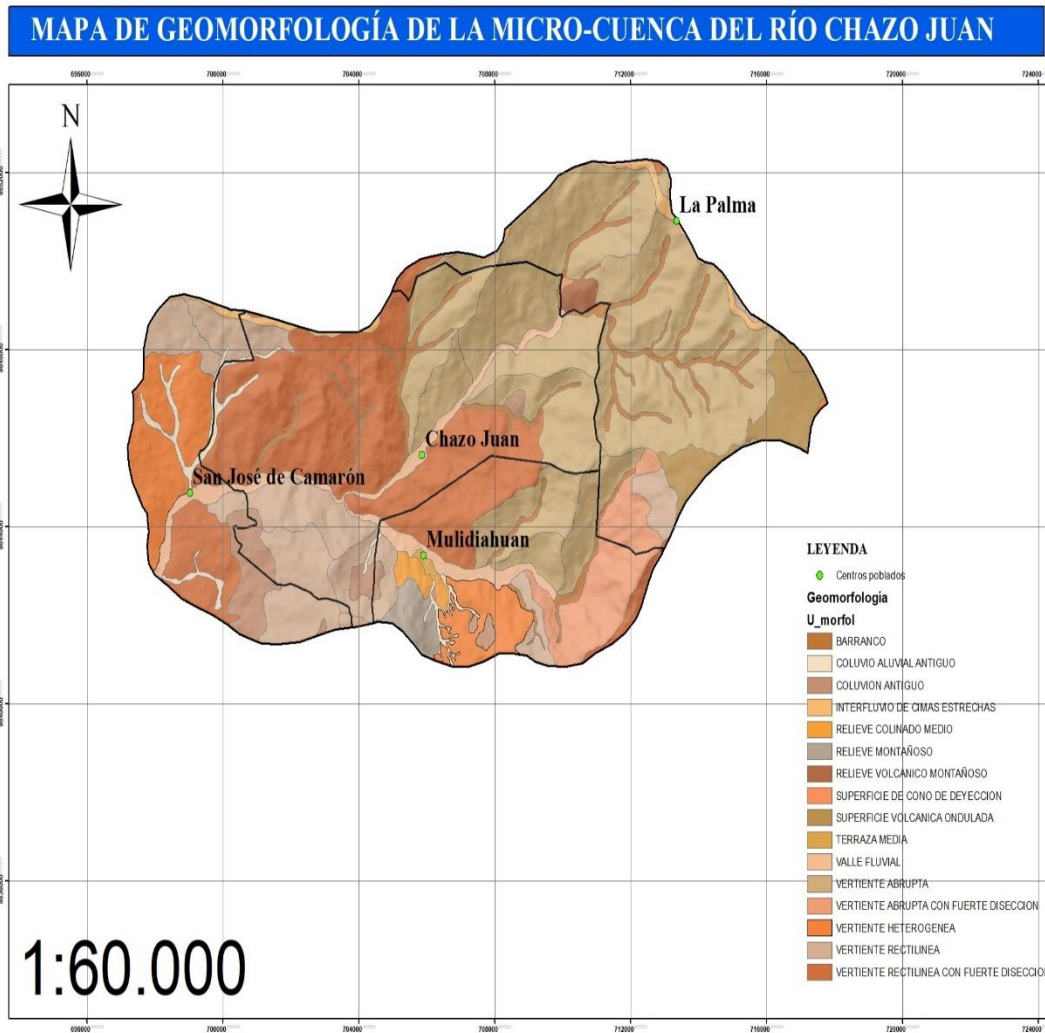 MAPA DE GEOMORFOLOGÍA DE LA MICRO-CUENCA DEL RÍO CHAZO JUAN
700000 704000 708000 712000 716000 720000 724000
N
La Palma
Chazo Juan
San José de Camarón
Mulidiahuan
LEYENDA
Centros poblados
Geomorfologia
U_morfol
BARRANCO
COLUVIO ALUVIAL ANTIGUO
COLUVION ANTIGUO
INTERFLUVIO DE CIMAS ESTRECHAS
RELIEVE COLINADO MEDIO
RELIEVE MONTAÑOSO
RELIEVE VOLCANICO MONTAÑOSO
SUPERFICIE DE CONO DE DEYECCION
SUPERFICIE VOLCANICA ONDULADA
TERRAZA MEDIA
VALLE FLUVIAL
VERTIENTE ABRUPTA
VERTIENTE ABRUPTA CON FUERTE DISECCION
VERTIENTE HETEROGENEA
VERTIENTE RECTILINEA
VERTIENTE RECTILINEA CON FUERTE DISECCIO
1:60.000
700000 704000 708000 712000 716000 720000 724000